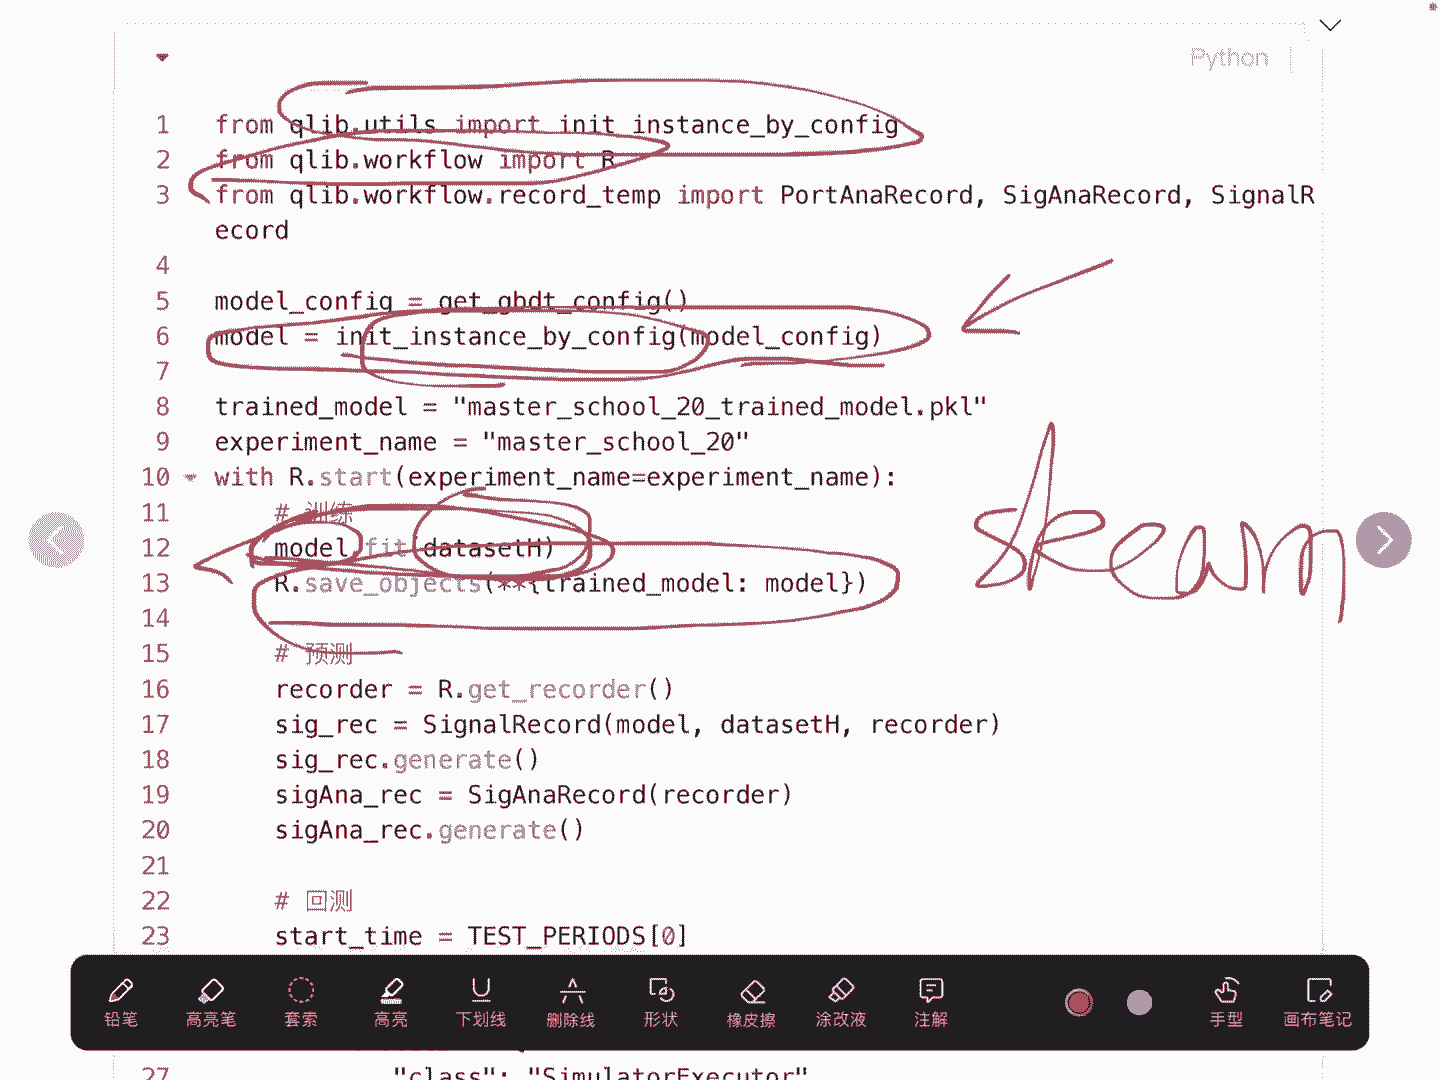 Python
1 from qlib.utils import init instance_by_config
2 from qlib.workflow import R
3 from qlib.workflow.record_temp import PortAnaRecord, SigAnaRecord, SignalR
ecord
4
5 model_config = get_gbdt_config()
6 model = init_instance_by_config(model_config)
7
8 trained_model = "master_school_20_trained_model.pkl"
9 experiment_name = "master_school_20"
10 with R.start(experiment_name=experiment_name):
11 # 训练
12 model.fit(datasetH)
13 R.save_objects(**{trained_model: model})
14
15 # 预测
16 recorder = R.get_recorder()
17 sig_rec = SignalRecord(model, datasetH, recorder)
18 sig_rec.generate()
19 sigAna_rec = SigAnaRecord(recorder)
20 sigAna_rec.generate()
21
22 # 回测
23 start_time = TEST_PERIODS[0]
铅笔 高亮笔 套索 高亮 下划线 删除线 形状 橡皮擦 涂改液 注解 手型 画布笔记
27 "class": "SimulatorExecutor"